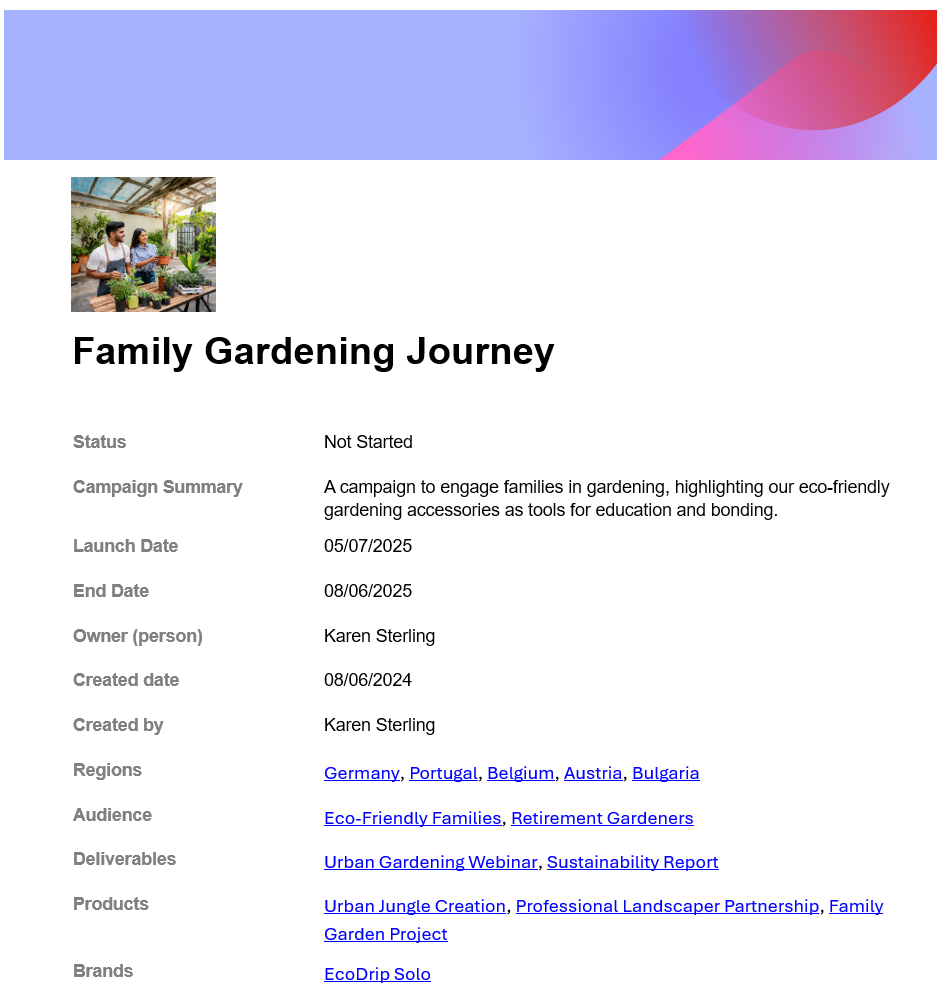 Family Gardening Journey
Status Not Started
Campaign Summary A campaign to engage families in gardening, highlighting our eco-friendly
gardening accessories as tools for education and bonding.
Launch Date 05/07/2025
End Date 08/06/2025
Owner (person) Karen Sterling
Created date 08/06/2024
Created by Karen Sterling
Regions Germany, Portugal, Belgium, Austria, Bulgaria
Audience Eco-Friendly Families, Retirement Gardeners
Deliverables Urban Gardening Webinar, Sustainability Report
Products Urban Jungle Creation, Professional Landscaper Partnership, Family
Garden Project
Brands EcoDrip Solo